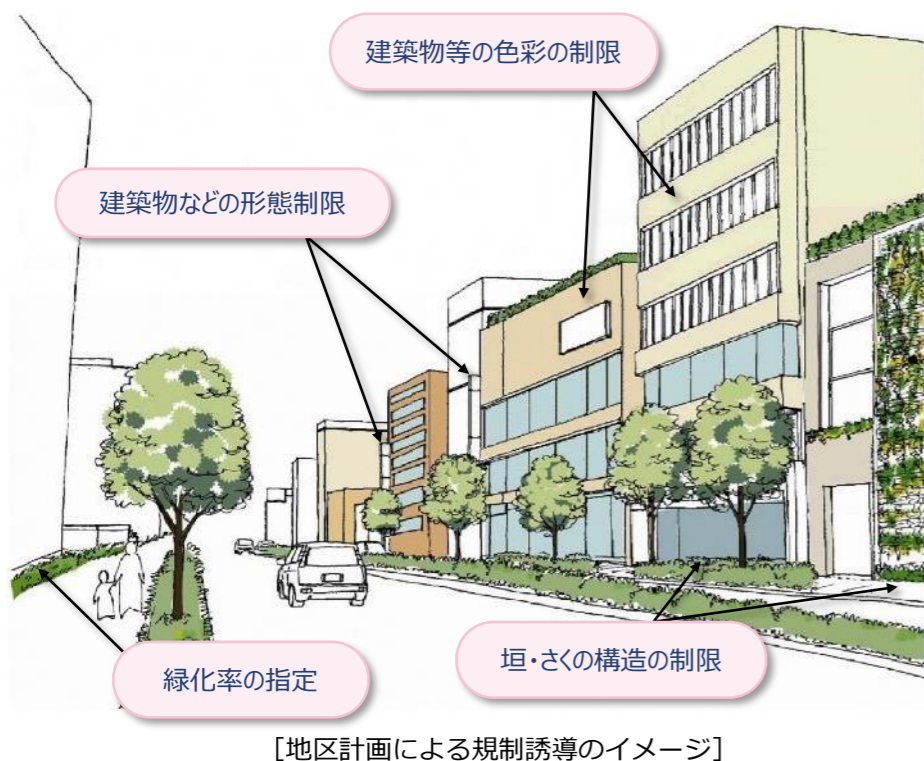 建築物等の色彩の制限
建築物などの形態制限
緑化率の指定
垣・さくの構造の制限
［地区計画による規制誘導のイメージ］